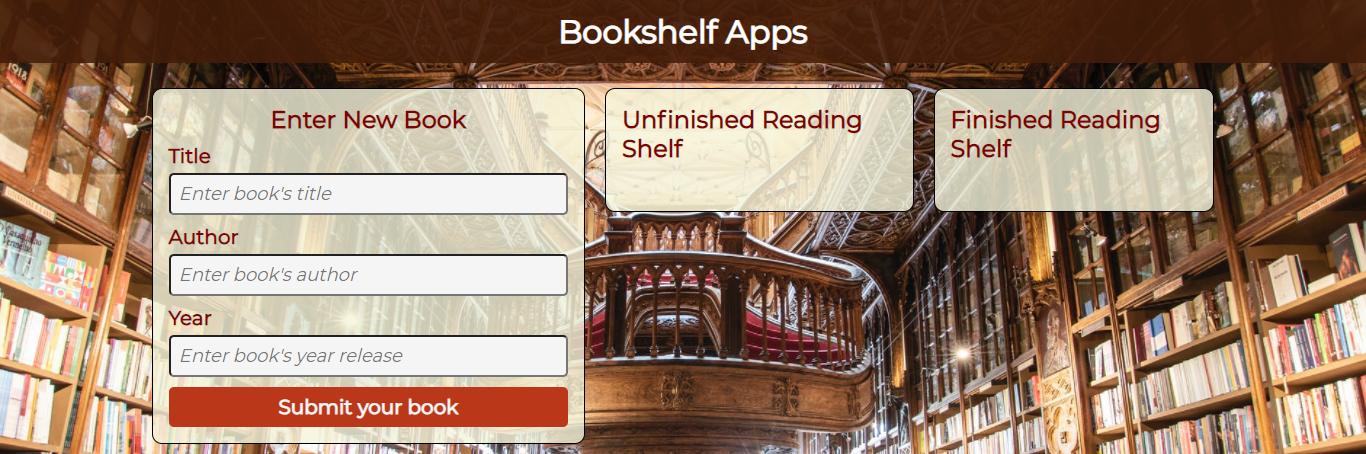 Bookshelf Apps
Enter New Book
Title
Enter book's title
Author
Enter book's author
Year
Enter book's year release
Submit your book
Unfinished Reading
Shelf
Finished Reading
Shelf